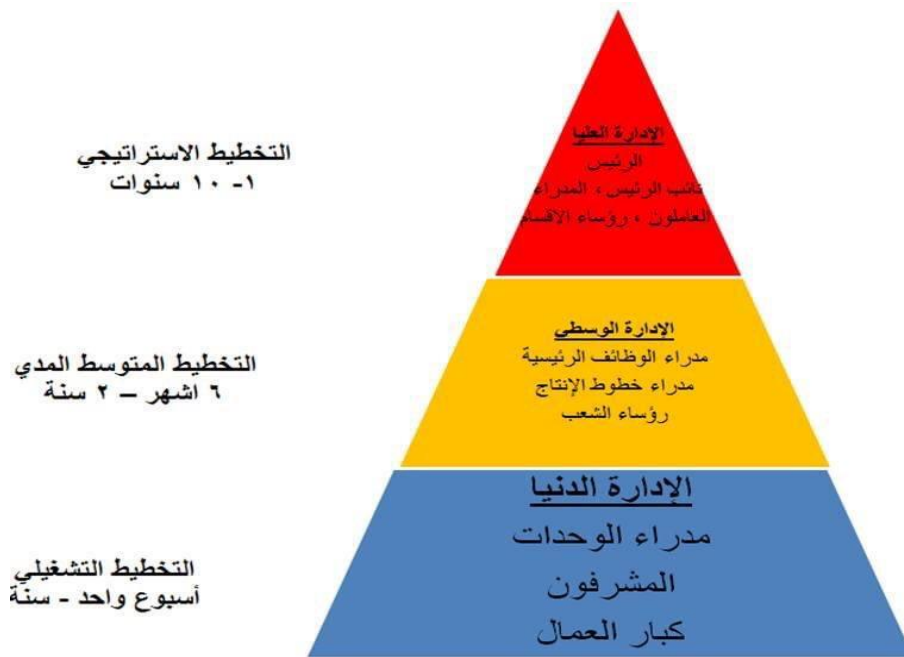 الإدارة العليا
الرئيس
نائب الرئيس ، المدراء
العاملون ، رؤساء الاقسام
التخطيط الاستراتيجي
١- ١٠ سنوات
الإدارة الوسطي
مدراء الوظائف الرئيسية
مدراء خطوط الإنتاج
رؤساء الشعب
التخطيط المتوسط المدي
٦ اشهر – ٢ سنة
الإدارة الدنيا
مدراء الوحدات
المشرفون
كبار العمال
التخطيط التشغيلي
أسبوع واحد - سنة